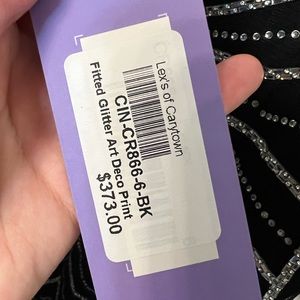 Lex's of Carytown
CIN-CR866-6-BK
Fitted Glitter Art Deco Print
$373.00